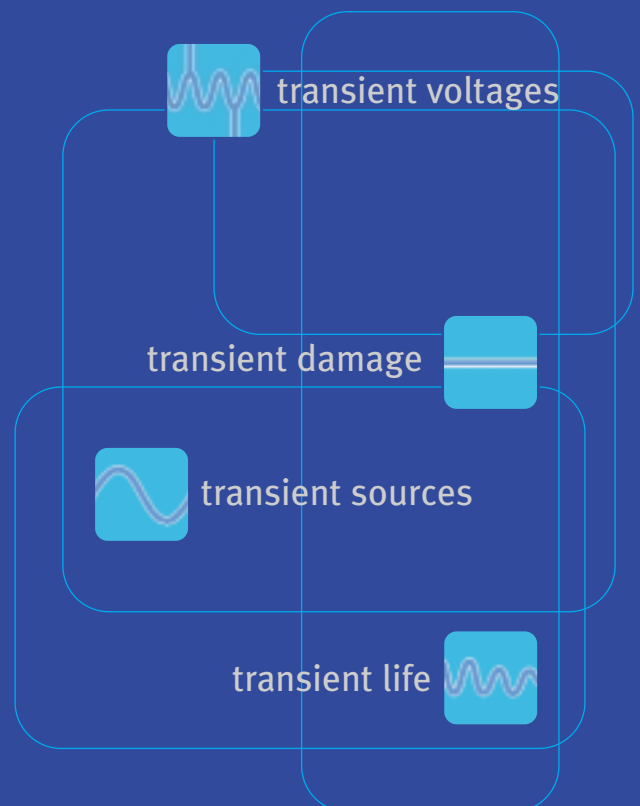 transient voltages
transient damage
transient sources
transient life